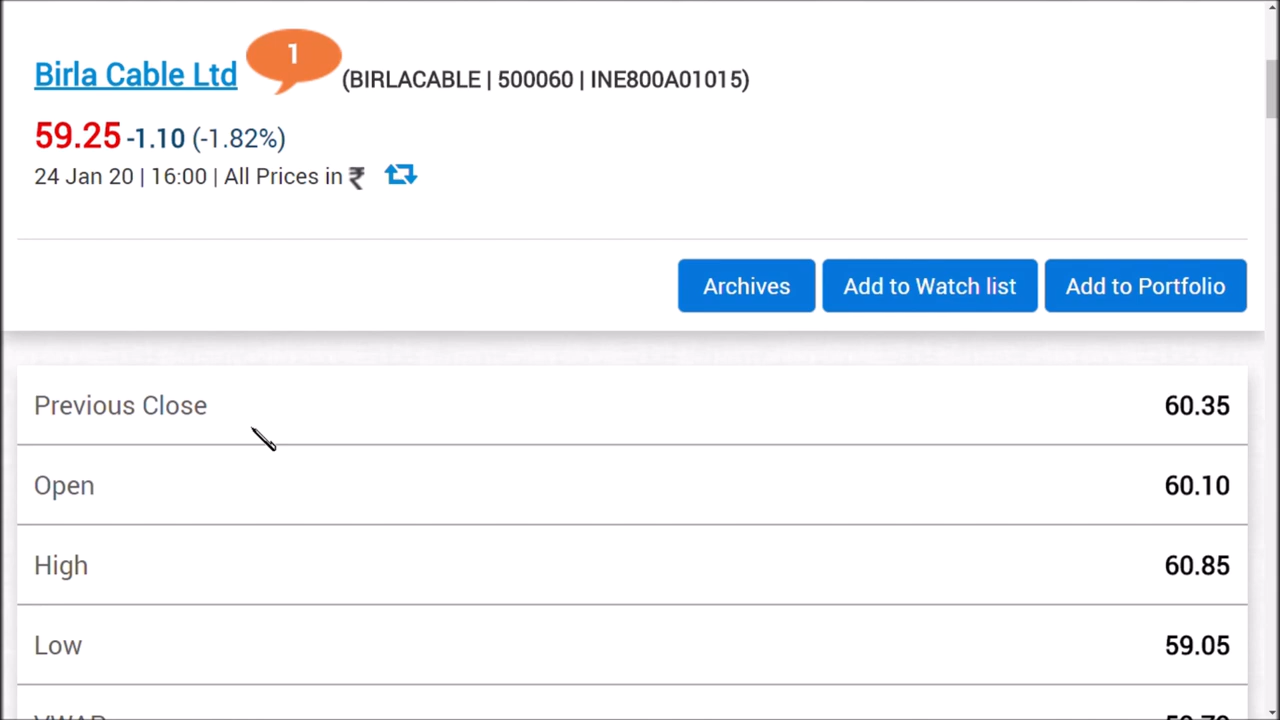 Birla Cable Ltd 1 (BIRLACABLE | 500060 | INE800A01015)
59.25 -1.10 (-1.82%)
24 Jan 20 | 16:00 | All Prices in ₹
Archives Add to Watch list Add to Portfolio
Previous Close 60.35
Open 60.10
High 60.85
Low 59.05
VWAP